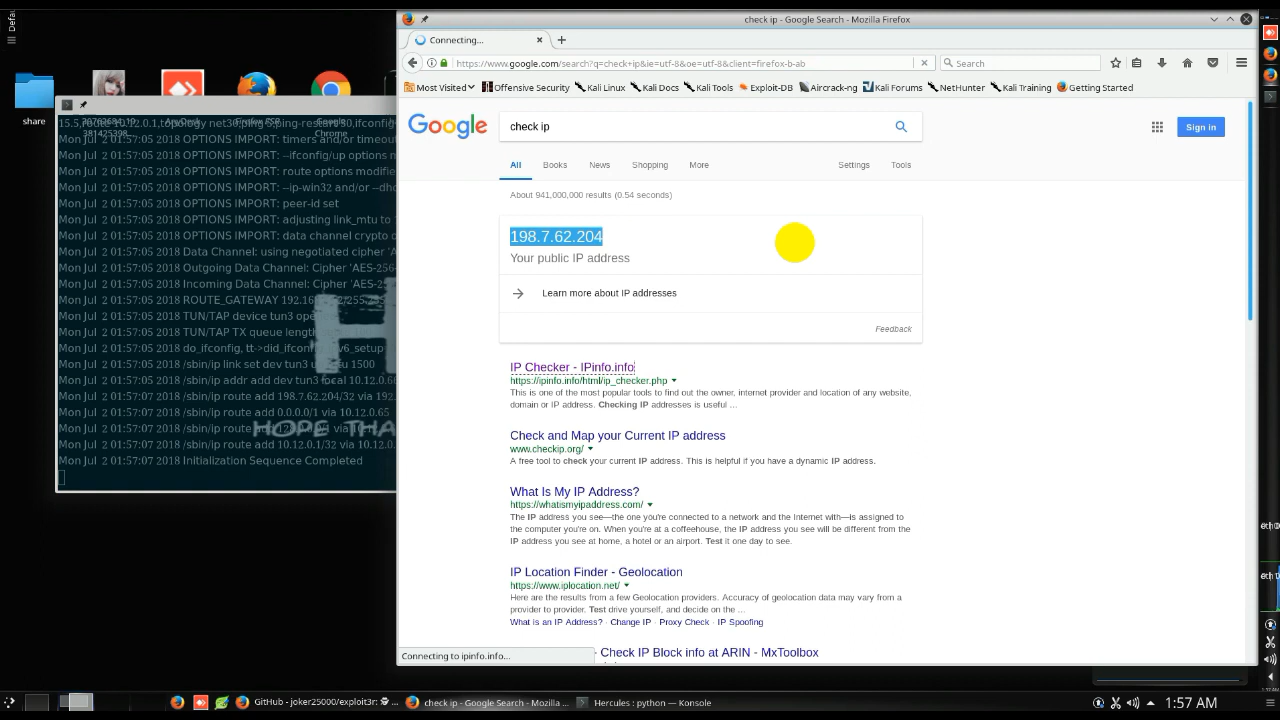 check ip - Google Search - Mozilla Firefox
Connecting...
https://www.google.com/search?q=check+ip&ie=utf-8&oe=utf-8&client=firefox-b-ab
Search
Most Visited
Offensive Security
Kali Linux
Kali Docs
Kali Tools
Exploit-DB
Aircrack-ng
Kali Forums
NetHunter
Kali Training
Getting Started
share
Google Chrome
Google
check ip
Sign in
All Books News Shopping More Settings Tools
About 941,000,000 results (0.54 seconds)
198.7.62.204
Your public IP address
Learn more about IP addresses
Feedback
IP Checker - IPinfo.info
https://ipinfo.info/html/ip_checker.php
This is one of the most popular tools to find out the owner, internet provider and location of any website,
domain or IP address. Checking IP addresses is useful ...
Check and Map your Current IP address
www.checkip.org/
A free tool to check your current IP address. This is helpful if you have a dynamic IP address.
What Is My IP Address?
https://whatismyipaddress.com/
The IP address you see—the one you're connected to a network and the Internet with—is assigned to
the computer you're on. When you're at a coffeehouse, the IP address you see will be different from the
IP address you see at home, a hotel or an airport. Test it one day to see.
IP Location Finder - Geolocation
https://www.iplocation.net/
Here are the results from a few Geolocation providers. Accuracy of geolocation data may vary from a
provider to provider. Test drive yourself, and decide on the ...
What is an IP Address? · Change IP · Proxy Check · IP Spoofing
- Check IP Block info at ARIN - MxToolbox
Connecting to ipinfo.info...
Mon Jul 2 01:57:05 2018 OPTIONS IMPORT: timers and/or timeout
Mon Jul 2 01:57:05 2018 OPTIONS IMPORT: --ifconfig/up options m
Mon Jul 2 01:57:05 2018 OPTIONS IMPORT: route options modifie
Mon Jul 2 01:57:05 2018 OPTIONS IMPORT: --ip-win32 and/or --dh
Mon Jul 2 01:57:05 2018 OPTIONS IMPORT: peer-id set
Mon Jul 2 01:57:05 2018 OPTIONS IMPORT: adjusting link_mtu to
Mon Jul 2 01:57:05 2018 OPTIONS IMPORT: data channel crypto o
Mon Jul 2 01:57:05 2018 Data Channel: using negotiated cipher 'A
Mon Jul 2 01:57:05 2018 Outgoing Data Channel: Cipher 'AES-256-
Mon Jul 2 01:57:05 2018 Incoming Data Channel: Cipher 'AES-
Mon Jul 2 01:57:05 2018 ROUTE_GATEWAY
Mon Jul 2 01:57:05 2018 TUN/TAP device tun3
Mon Jul 2 01:57:05 2018 TUN/TAP TX queue length
Mon Jul 2 01:57:05 2018 do_ifconfig,
Mon Jul 2 01:57:05 2018 /sbin/ip link set dev tun3 up mtu 1500
Mon Jul 2 01:57:05 2018 /sbin/ip addr add dev tun3 local
Mon Jul 2 01:57:07 2018 /sbin/ip route add 198.7.62.204/32 via 192.
Mon Jul 2 01:57:07 2018 /sbin/ip route add 0.0.0.0/1 via 10.12.0.65
Mon Jul 2 01:57:07 2018 /sbin/ip route add
Mon Jul 2 01:57:07 2018 /sbin/ip route add 10.12.0.1/32 via 10.12.0.
Mon Jul 2 01:57:07 2018 Initialization Sequence Completed
HOPE THA
GitHub - joker25000/exploit3r:
check ip - Google Search - Mozilla ...
Hercules : python — Konsole
1:57 AM